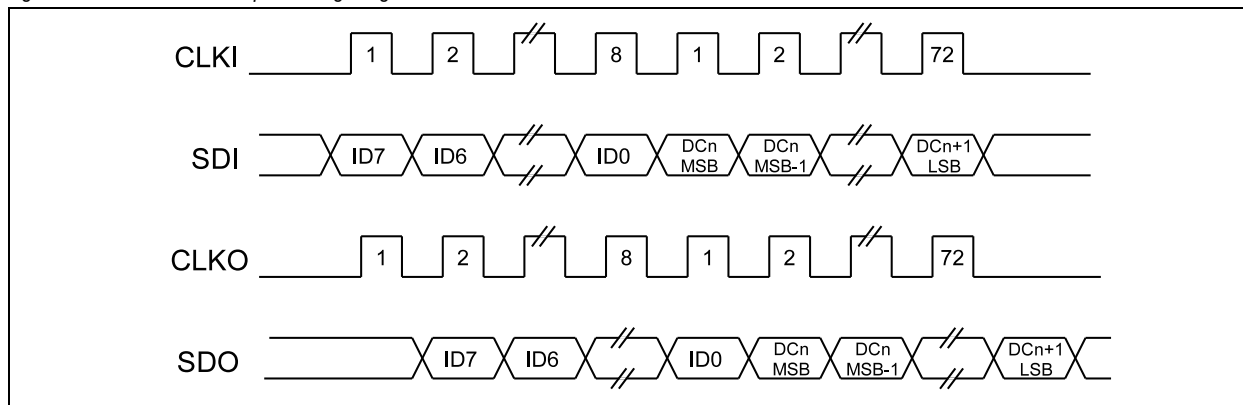 CLKI 1 2 8 1 2 72
SDI ID7 ID6 ID0 DCn MSB DCn MSB-1 DCn+1 LSB
CLKO 1 2 8 1 2 72
SDO ID7 ID6 ID0 DCn MSB DCn MSB-1 DCn+1 LSB